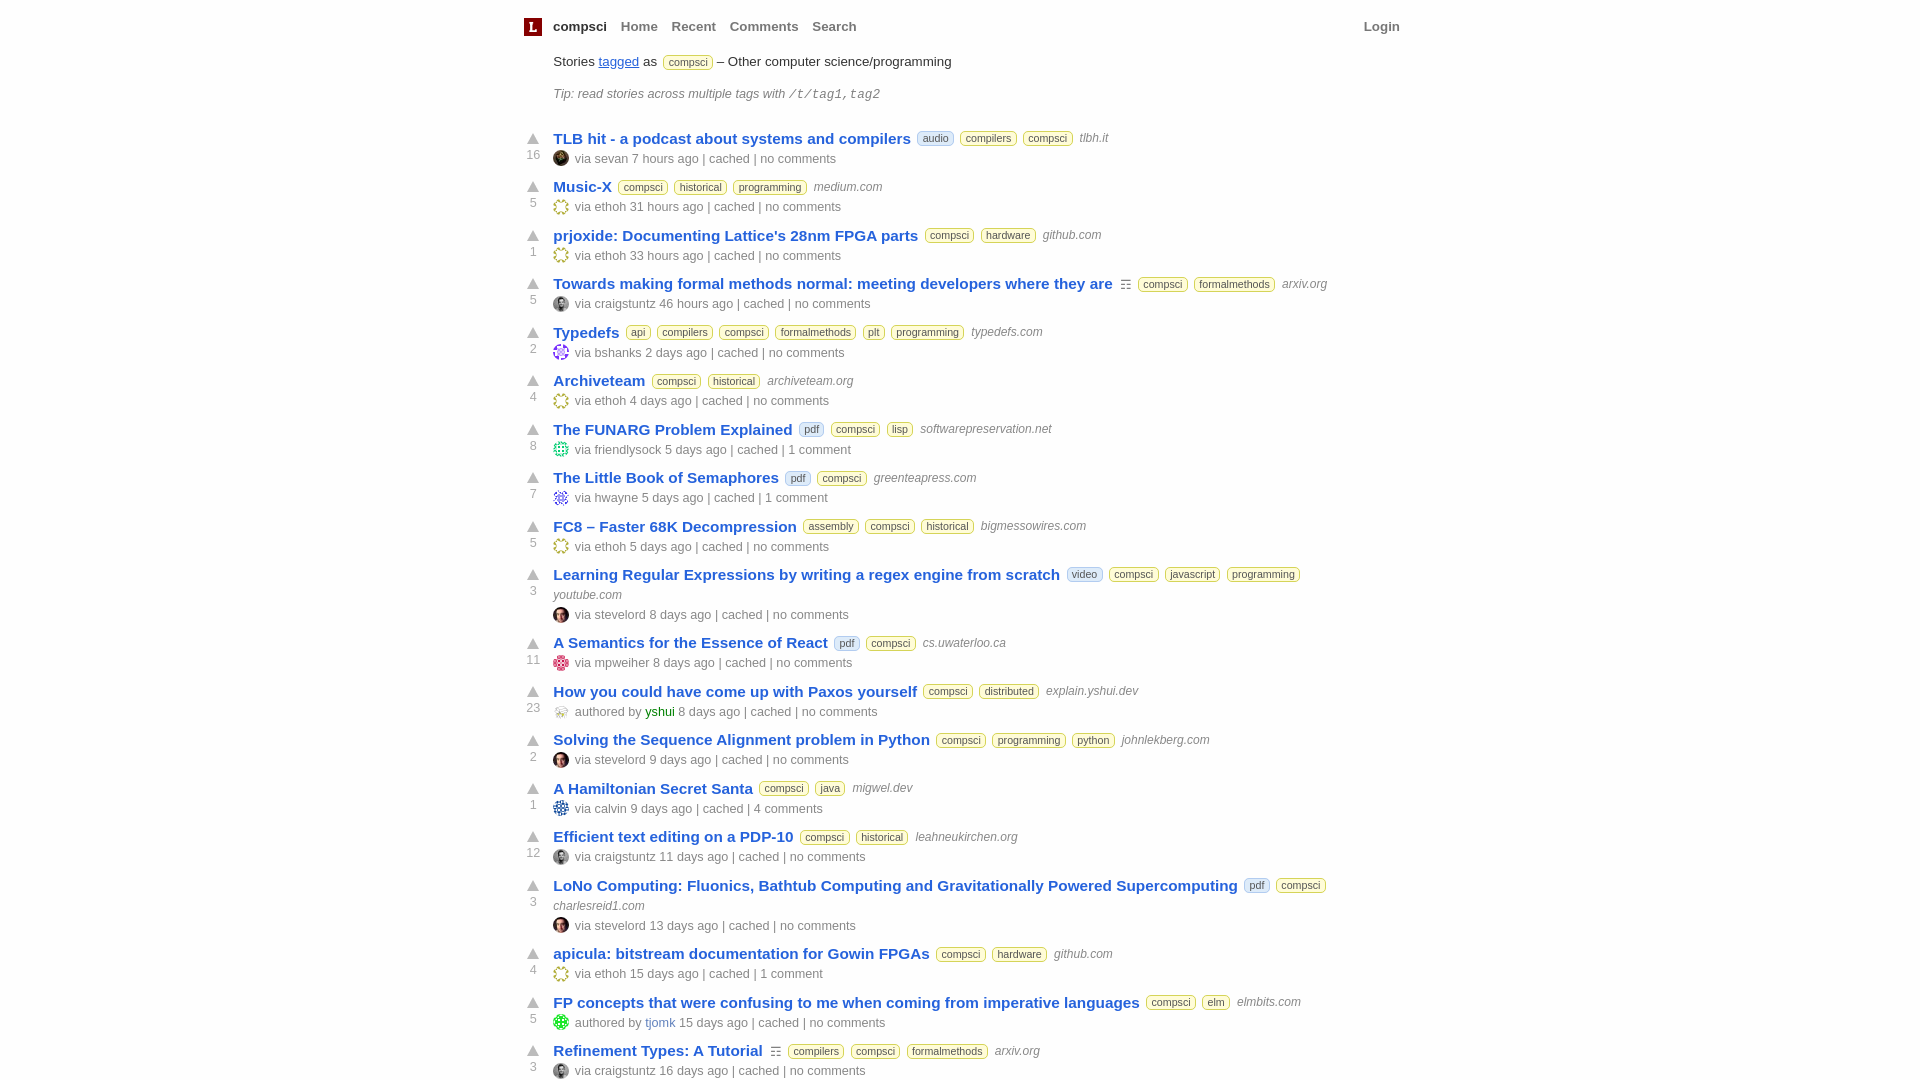 L compsci Home Recent Comments Search Login
Stories tagged as compsci – Other computer science/programming
Tip: read stories across multiple tags with /t/tag1,tag2
TLB hit - a podcast about systems and compilers audio compilers compsci tlbh.it
16 via sevan 7 hours ago | cached | no comments
Music-X compsci historical programming medium.com
5 via ethoh 31 hours ago | cached | no comments
prjoxide: Documenting Lattice's 28nm FPGA parts compsci hardware github.com
1 via ethoh 33 hours ago | cached | no comments
Towards making formal methods normal: meeting developers where they are ☶ compsci formalmethods arxiv.org
5 via craigstuntz 46 hours ago | cached | no comments
Typedefs api compilers compsci formalmethods plt programming typedefs.com
2 via bshanks 2 days ago | cached | no comments
Archiveteam compsci historical archiveteam.org
4 via ethoh 4 days ago | cached | no comments
The FUNARG Problem Explained pdf compsci lisp softwarepreservation.net
8 via friendlysock 5 days ago | cached | 1 comment
The Little Book of Semaphores pdf compsci greenteapress.com
7 via hwayne 5 days ago | cached | 1 comment
FC8 – Faster 68K Decompression assembly compsci historical bigmessowires.com
5 via ethoh 5 days ago | cached | no comments
Learning Regular Expressions by writing a regex engine from scratch video compsci javascript programming
3 youtube.com
via stevelord 8 days ago | cached | no comments
A Semantics for the Essence of React pdf compsci cs.uwaterloo.ca
11 via mpweiher 8 days ago | cached | no comments
How you could have come up with Paxos yourself compsci distributed explain.yshui.dev
23 authored by yshui 8 days ago | cached | no comments
Solving the Sequence Alignment problem in Python compsci programming python johnlekberg.com
2 via stevelord 9 days ago | cached | no comments
A Hamiltonian Secret Santa compsci java migwel.dev
1 via calvin 9 days ago | cached | 4 comments
Efficient text editing on a PDP-10 compsci historical leahneukirchen.org
12 via craigstuntz 11 days ago | cached | no comments
LoNo Computing: Fluonics, Bathtub Computing and Gravitationally Powered Supercomputing pdf compsci
3 charlesreid1.com
via stevelord 13 days ago | cached | no comments
apicula: bitstream documentation for Gowin FPGAs compsci hardware github.com
4 via ethoh 15 days ago | cached | 1 comment
FP concepts that were confusing to me when coming from imperative languages compsci elm elmbits.com
5 authored by tjomk 15 days ago | cached | no comments
Refinement Types: A Tutorial ☶ compilers compsci formalmethods arxiv.org
3 via craigstuntz 16 days ago | cached | no comments